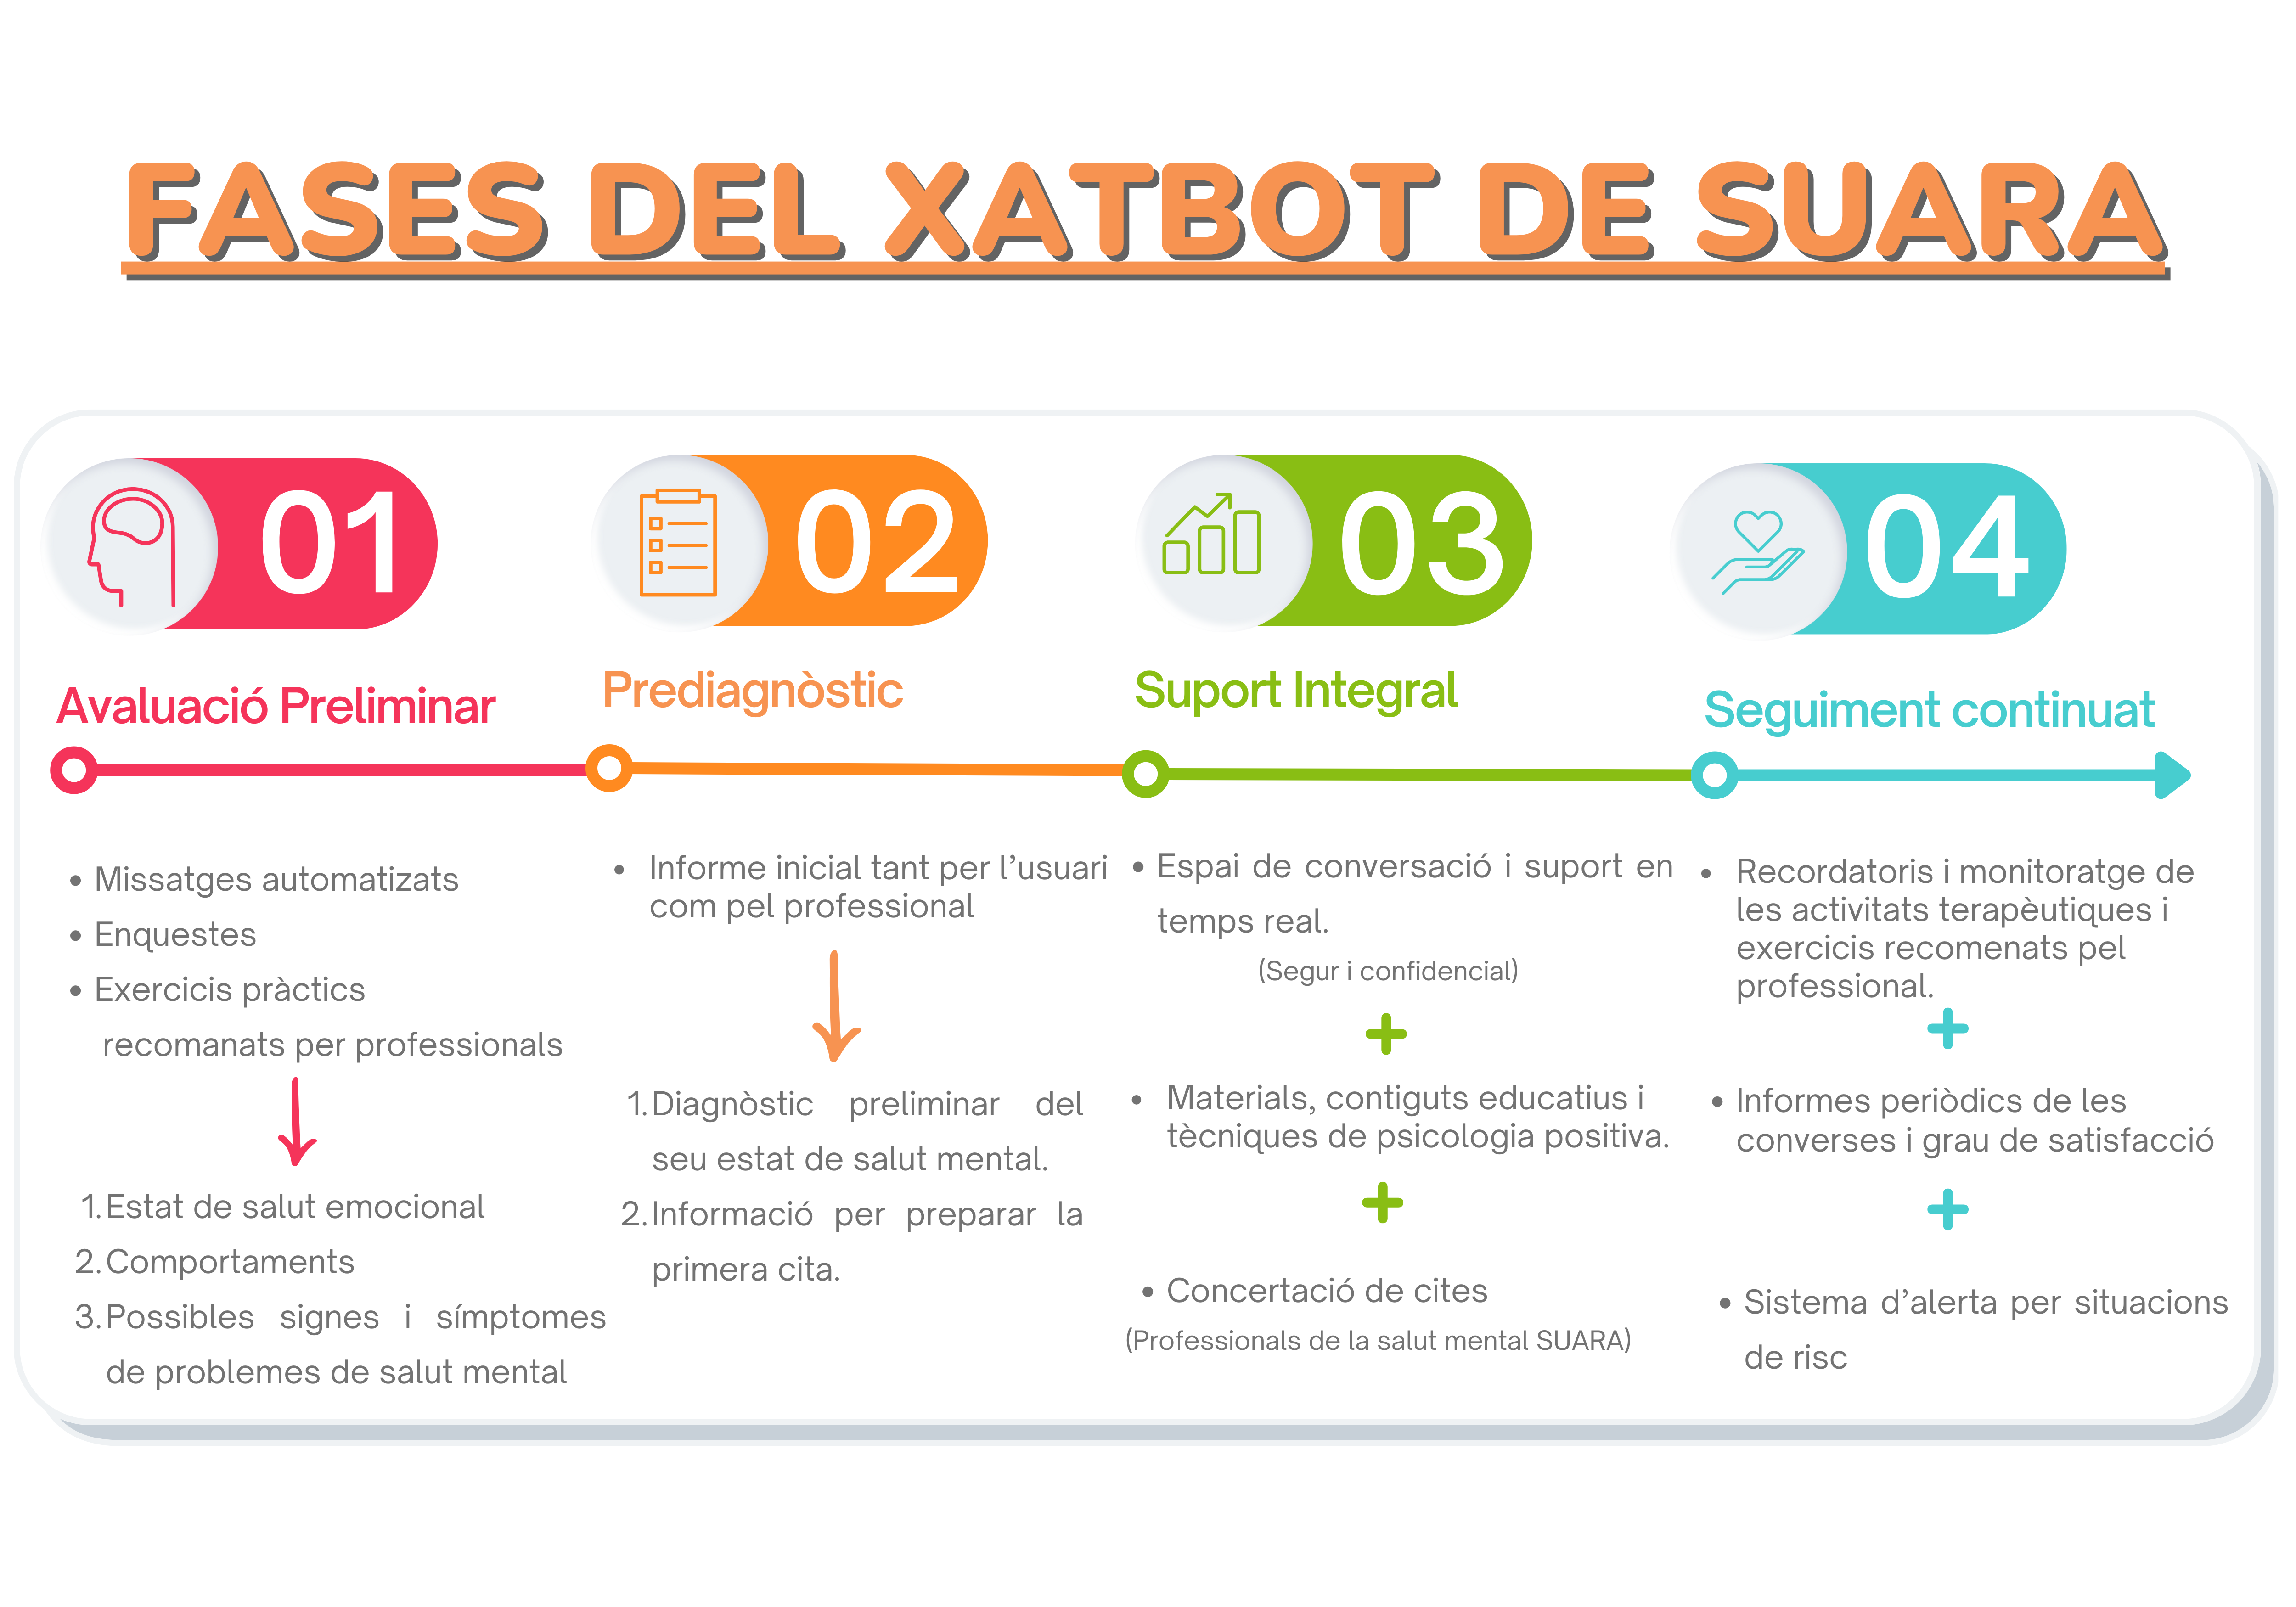 FASES DEL XATBOT DE SUARA
01
Avaluació Preliminar
• Missatges automatizats
• Enquestes
• Exercicis pràctics
recomanats per professionals
1. Estat de salut emocional
2. Comportaments
3. Possibles signes i símptomes
de problemes de salut mental
02
Prediagnòstic
• Informe inicial tant per l'usuari
com pel professional
1. Diagnòstic preliminar del
seu estat de salut mental.
2. Informació per preparar la
primera cita.
03
Suport Integral
• Espai de conversació i suport en
temps real.
(Segur i confidencial)
+
• Materials, contiguts educatius i
tècniques de psicologia positiva.
+
• Concertació de cites
(Professionals de la salut mental SUARA)
04
Seguiment continuat
• Recordatoris i monitoratge de
les activitats terapèutiques i
exercicis recomenats pel
professional.
+
• Informes periòdics de les
converses i grau de satisfacció
+
• Sistema d'alerta per situacions
de risc